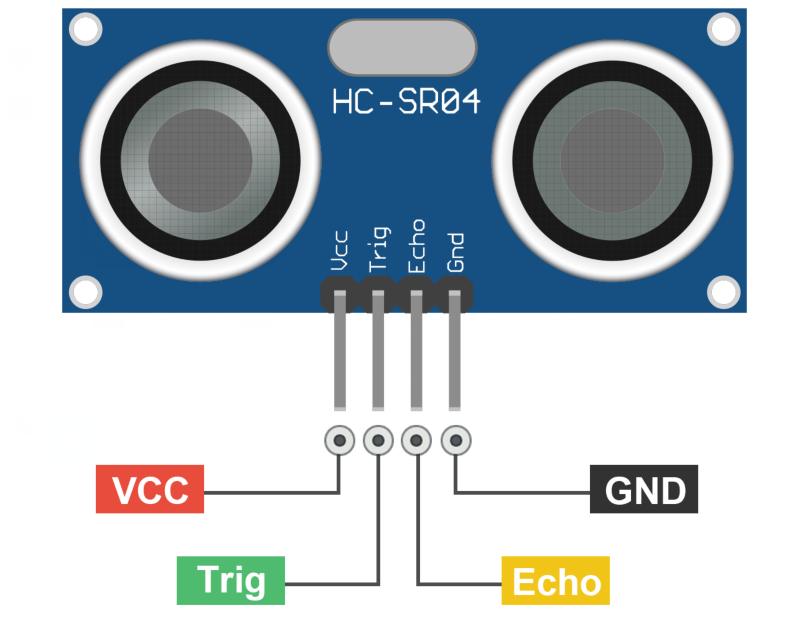 HC-SR04
Vcc
Trig
Echo
Gnd
VCC
GND
Trig
Echo